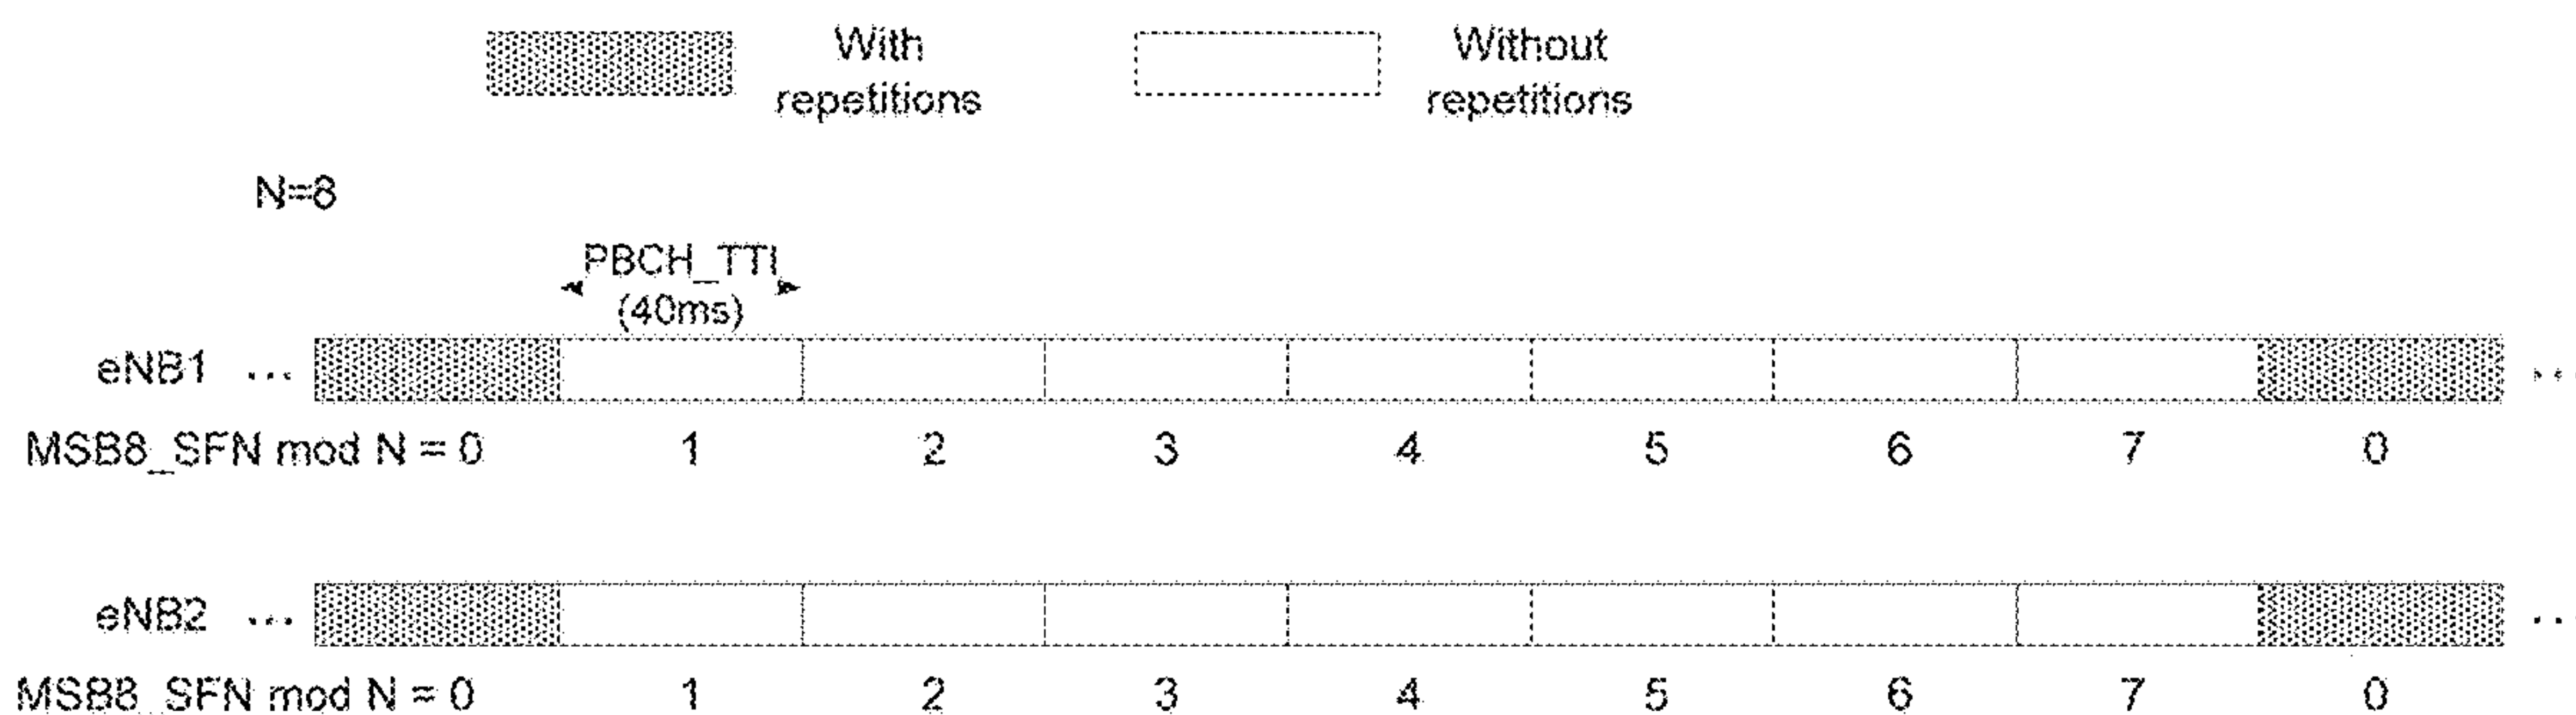 With
repetitions
Without
repetitions
N=8
PBCH_TTI
(40ms)
eNB1 ... ...
MSB8_SFN mod N = 0 1 2 3 4 5 6 7 0
eNB2 ... ...
MSB8_SFN mod N = 0 1 2 3 4 5 6 7 0